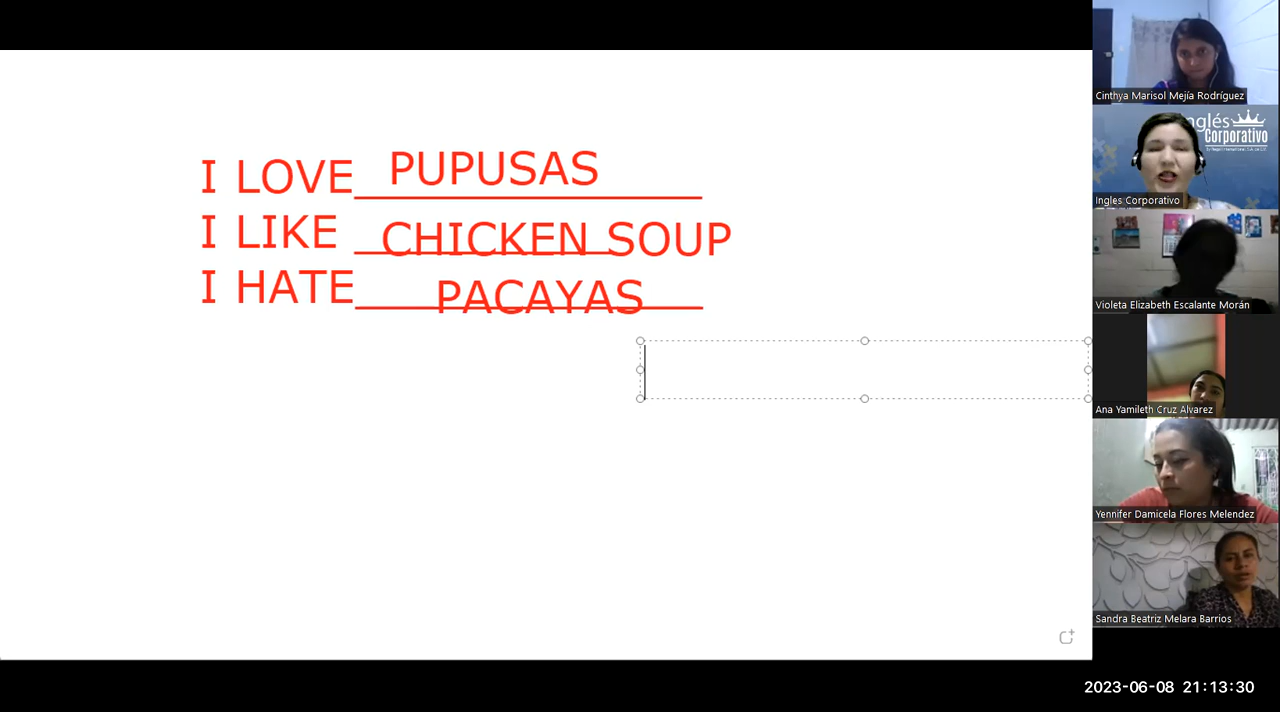 I LOVE PUPUSAS
I LIKE CHICKEN SOUP
I HATE PACAYAS
Cinthya Marisol Mejía Rodríguez
nglés
Corporativo
Ingles Corporativo
Violeta Elizabeth Escalante Morán
Ana Yamileth Cruz Alvarez
Yennifer Damicela Flores Melendez
Sandra Beatriz Melara Barrios
2023-06-08 21:13:30